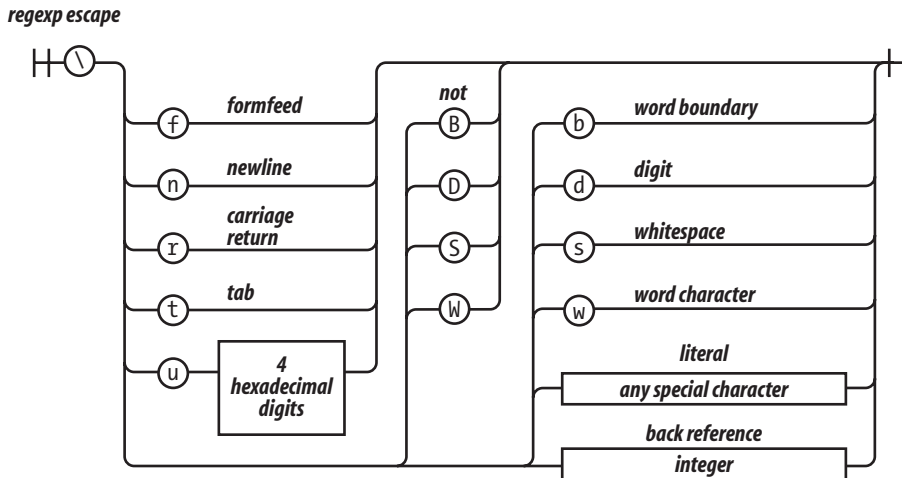 regexp escape
\
not
f formfeed B b word boundary
n newline D d digit
carriage
r return S s whitespace
t tab W w word character
u 4
hexadecimal
digits
literal
any special character
back reference
integer